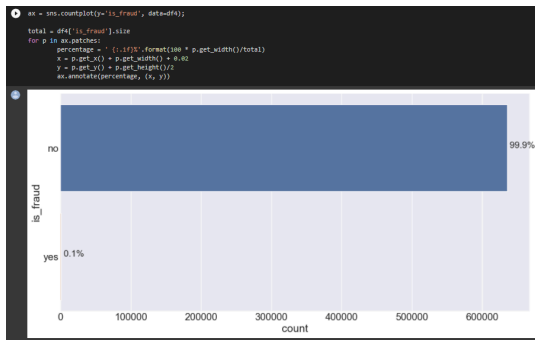 ax = sns.countplot(y='is_fraud', data=df4);
total = df4['is_fraud'].size
for p in ax.patches:
percentage = ' {:.1f}%'.format(100 * p.get_width()/total)
x = p.get_x() + p.get_width() + 0.02
y = p.get_y() + p.get_height()/2
ax.annotate(percentage, (x, y))
no
99.9%
is_fraud
yes
0.1%
0 100000 200000 300000 400000 500000 600000
count